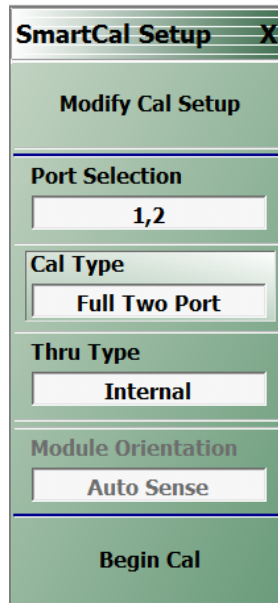 SmartCal Setup X
Modify Cal Setup
Port Selection
1,2
Cal Type
Full Two Port
Thru Type
Internal
Module Orientation
Auto Sense
Begin Cal